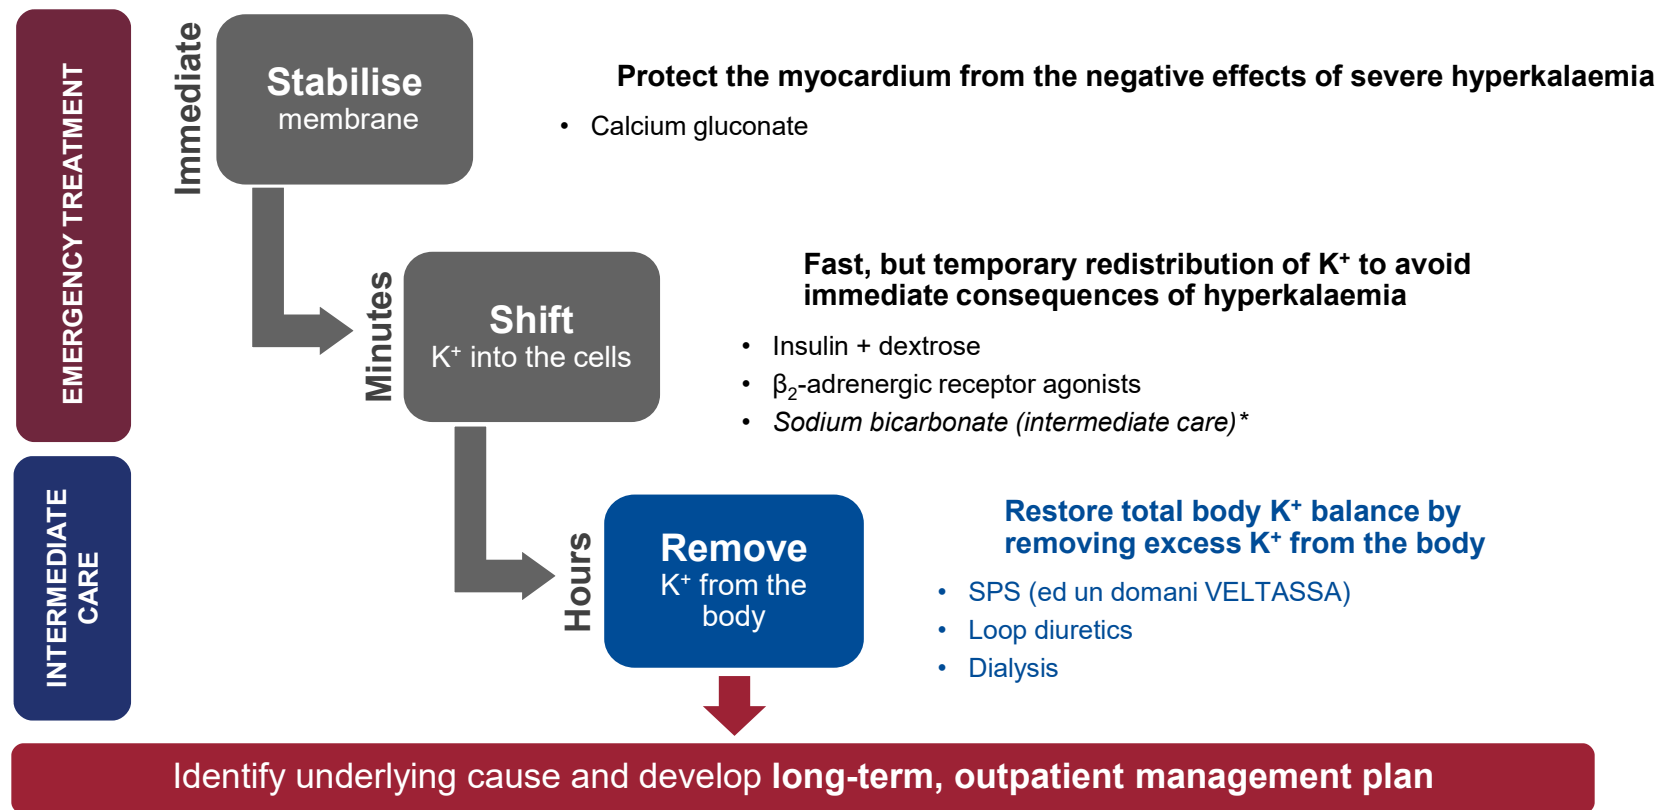 EMERGENCY TREATMENT
Immediate
Stabilise
membrane
Protect the myocardium from the negative effects of severe hyperkalaemia
• Calcium gluconate
Minutes
Shift
K⁺ into the cells
Fast, but temporary redistribution of K⁺ to avoid
immediate consequences of hyperkalaemia
• Insulin + dextrose
• β₂-adrenergic receptor agonists
• Sodium bicarbonate (intermediate care)*
INTERMEDIATE
CARE
Hours
Remove
K⁺ from the
body
Restore total body K⁺ balance by
removing excess K⁺ from the body
• SPS (ed un domani VELTASSA)
• Loop diuretics
• Dialysis
Identify underlying cause and develop long-term, outpatient management plan